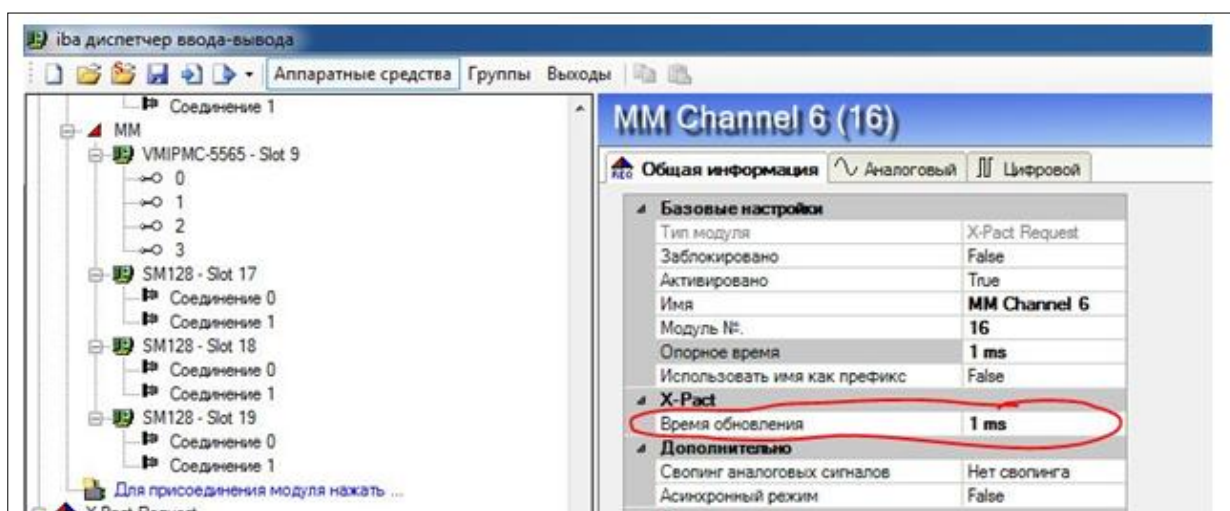 iba диспетчер ввода-вывода
Аппаратные средства Группы Выходы
Соединение 1
MM
VMIPMC-5565 - Slot 9
0
1
2
3
SM128 - Slot 17
Соединение 0
Соединение 1
SM128 - Slot 18
Соединение 0
Соединение 1
SM128 - Slot 19
Соединение 0
Соединение 1
Для присоединения модуля нажать ...
X-Pact Request
MM Channel 6 (16)
REC Общая информация Аналоговый Цифровой
Базовые настройки
Тип модуля X-Pact Request
Заблокировано False
Активировано True
Имя MM Channel 6
Модуль №. 16
Опорное время 1 ms
Использовать имя как префикс False
X-Pact
Время обновления 1 ms
Дополнительно
Свопинг аналоговых сигналов Нет свопинга
Асинхронный режим False